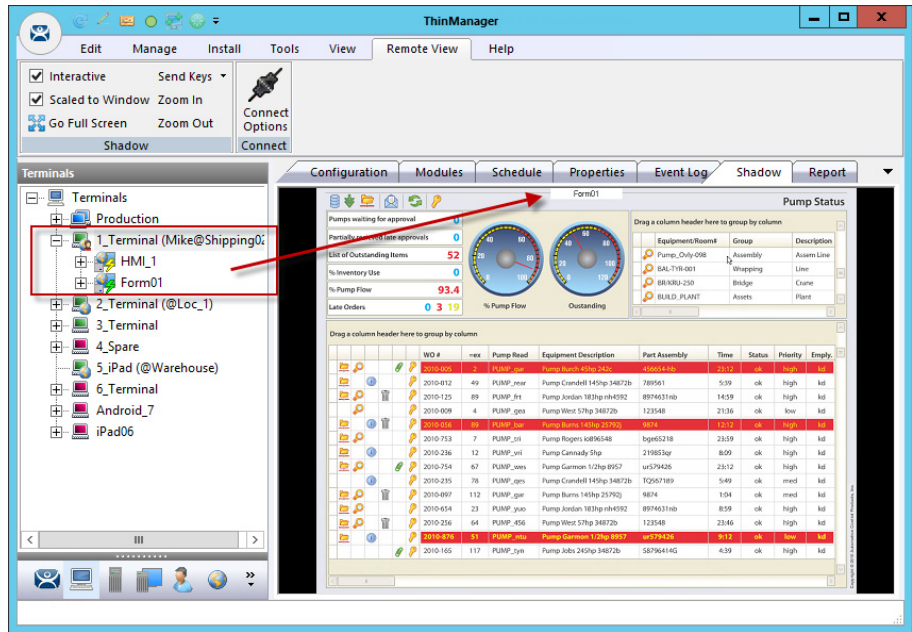 ThinManager
Edit Manage Install Tools View Remote View Help
Interactive Send Keys
Scaled to Window Zoom In
Go Full Screen Zoom Out
Connect Options
Shadow Connect
Terminals
Configuration Modules Schedule Properties Event Log Shadow Report
Terminals
Production
1_Terminal (Mike@Shipping02
HMI_1
Form01
2_Terminal (@Loc_1)
3_Terminal
4_Spare
5_iPad (@Warehouse)
6_Terminal
Android_7
iPad06
Form01
Pump Status
Pumps waiting for approval 0
Partially received late approvals 0
List of Outstanding Items 52
% Inventory Use 0
% Pump Flow 93.4
Late Orders 0 3 19
% Pump Flow Oustanding
Drag a column header here to group by column
Equipment/Room# Group Description
Pump_Ovly-098 Assembly Assem Line
BAL-TYR-001 Wrapping Line
BR/KRU-250 Bridge Crane
BUILD_PLANT Assets Plant
Drag a column header here to group by column
WO # =ex Pump Read Equipment Description Part Assembly Time Status Priority Emply.
2010-005 2 PUMP_gar Pump Burch 45hp 242c 456654-hb 23:12 ok high kd
2010-012 49 PUMP_rear Pump Crandell 145hp 34872b 789561 5:39 ok high kd
2010-125 89 PUMP_frt Pump Jordan 183hp nh4592 8974631nb 14:59 ok high kd
2010-009 4 PUMP_gea Pump West 57hp 34872b 123548 21:36 ok low kd
2010-056 89 PUMP_bar Pump Burns 145hp 25792j 9874 12:12 ok high kd
2010-753 7 PUMP_tri Pump Rogers io896548 bge65218 23:59 ok high kd
2010-236 12 PUMP_vri Pump Cannady 5hp 219853qr 8:09 ok high kd
2010-754 67 PUMP_wes Pump Garmon 1/2hp 8957 ur579426 23:12 ok high kd
2010-235 78 PUMP_qes Pump Crandell 145hp 34872b TQ567189 5:49 ok med kd
2010-097 112 PUMP_gar Pump Burns 145hp 25792j 9874 1:04 ok med kd
2010-654 23 PUMP_yuo Pump Jordan 183hp nh4592 8974631nb 8:59 ok high kd
2010-256 64 PUMP_456 Pump West 57hp 34872b 123548 23:46 ok high kd
2010-876 51 PUMP_ntu Pump Garmon 1/2hp 8957 ur579426 9:12 ok low kd
2010-165 117 PUMP_tyn Pump Jobs 245hp 34872b 58796414G 4:39 ok high kd